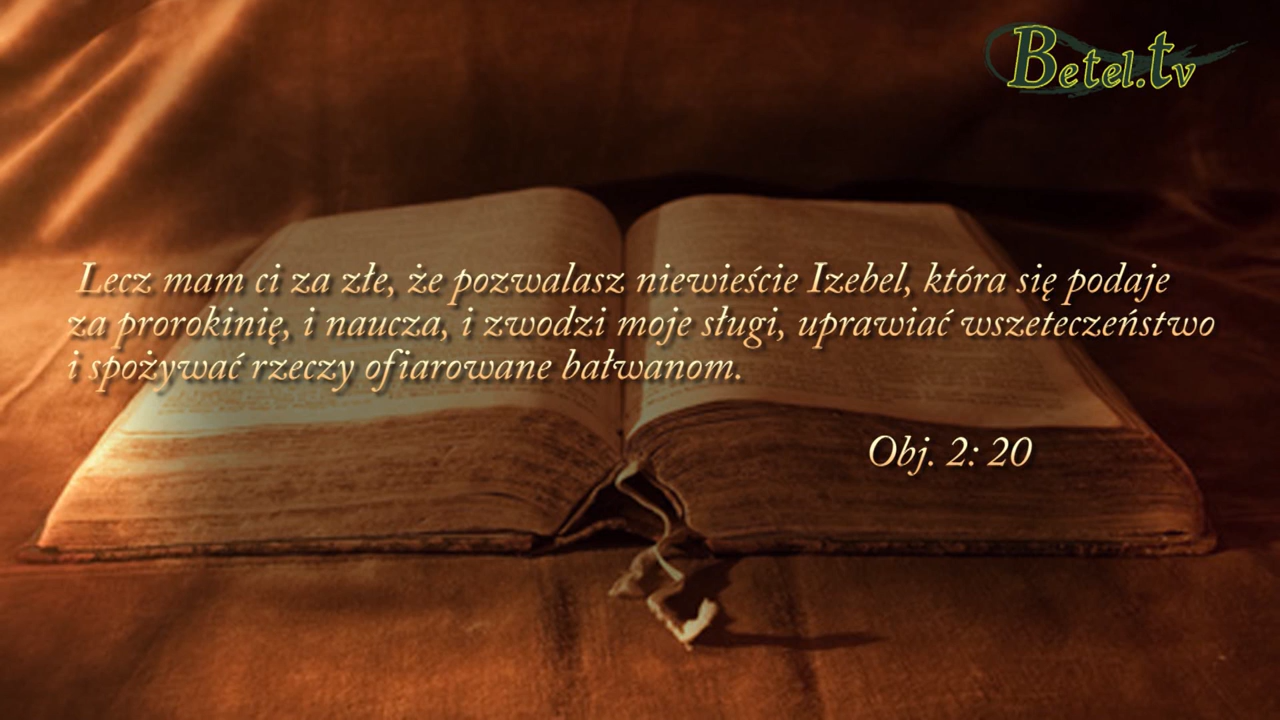 Betel.tv
Lecz mam ci za złe, że pozwalasz niewieście Izebel, która się podaje
za prorokinię, i naucza, i zwodzi moje sługi, uprawiać wszeteczeństwo
i spożywać rzeczy ofiarowane bałwanom.
Obj. 2: 20